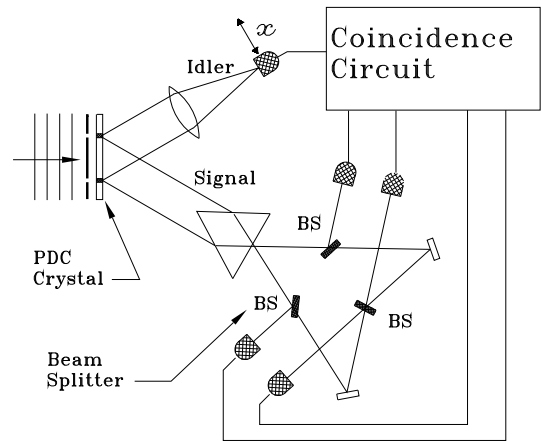 x
Coincidence
Circuit
Idler
Signal
BS
PDC
Crystal
BS
BS
Beam
Splitter